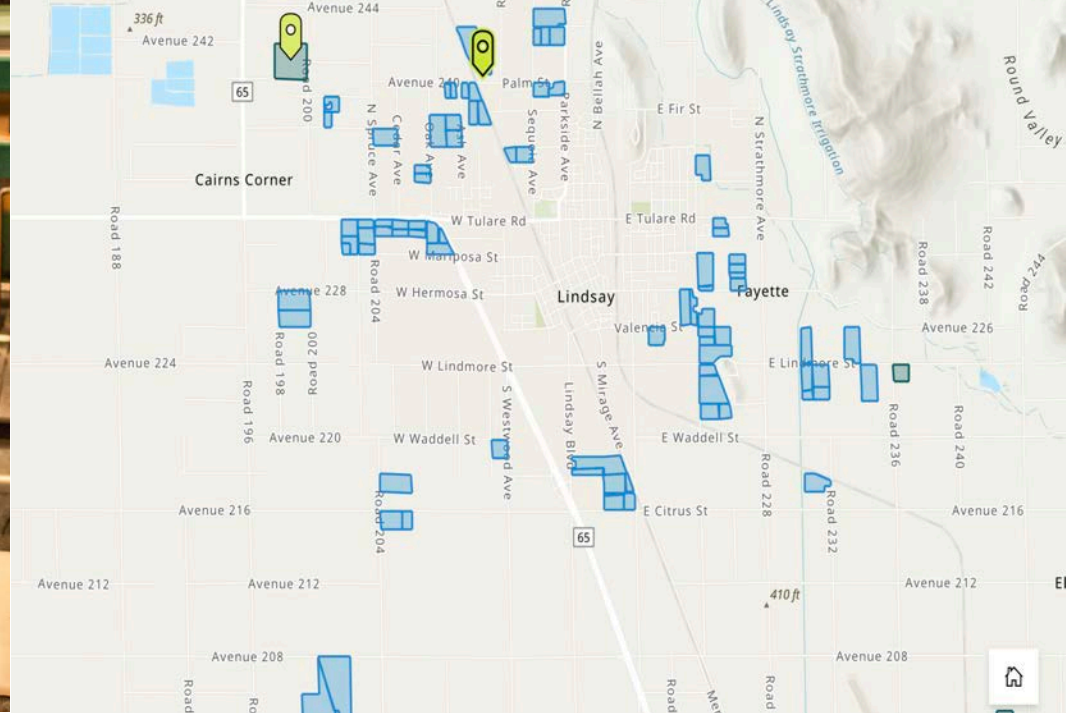 Avenue 244
336 ft
Avenue 242
Avenue 240
Palm St
65
Road 200
N Spruce Ave
Cedar Ave
Oak Ave
Ash Ave
Sequoia Ave
Parkside Ave
N Bellah Ave
E Fir St
N Strathmore Ave
Lindsay Strathmore Irrigation
Round Valley
Cairns Corner
Road 188
W Tulare Rd
E Tulare Rd
Road 238
Road 242
Road 244
W Mariposa St
Avenue 228
Road 204
W Hermosa St
Lindsay
Fayette
Valencia St
Avenue 226
Avenue 224
Road 198
Road 200
W Lindmore St
E Lindmore St
Road 196
S Westwood Ave
Lindsay Blvd
S Mirage Ave
Avenue 220
W Waddell St
E Waddell St
Road 236
Road 240
Road 228
Road 232
Avenue 216
Road 204
E Citrus St
Avenue 216
65
Avenue 212
Avenue 212
410 ft
Avenue 212
Avenue 208
Avenue 208
Road
Road
Road